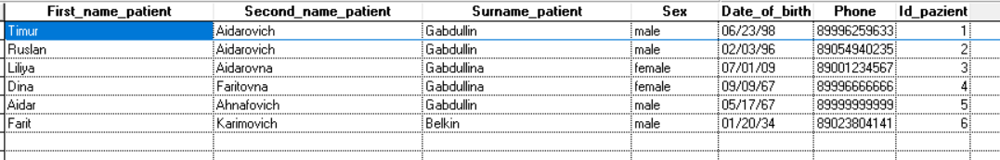 First_name_patient Second_name_patient Surname_patient Sex Date_of_birth Phone Id_pazient
Timur Aidarovich Gabdullin male 06/23/98 89996259633 1
Ruslan Aidarovich Gabdullin male 02/03/96 89054940235 2
Liliya Aidarovna Gabdullina female 07/01/09 89001234567 3
Dina Faritovna Gabdullina female 09/09/67 89996666666 4
Aidar Ahnafovich Gabdullin male 05/17/67 89999999999 5
Farit Karimovich Belkin male 01/20/34 89023804141 6